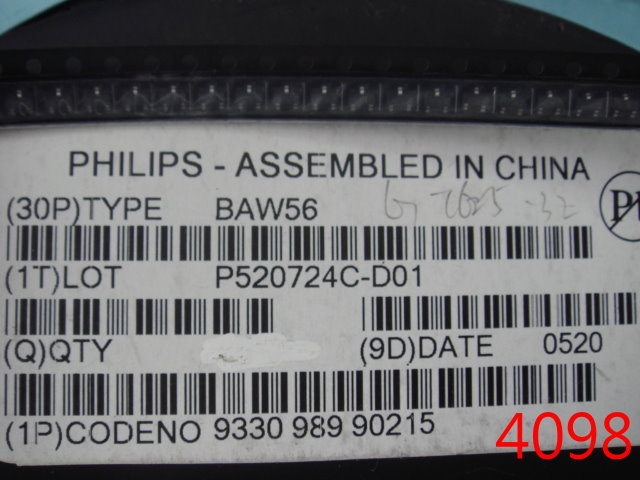 PHILIPS - ASSEMBLED IN CHINA
(30P)TYPE BAW56
(1T)LOT P520724C-D01
(Q)QTY (9D)DATE 0520
(1P)CODENO 9330 989 90215
4098